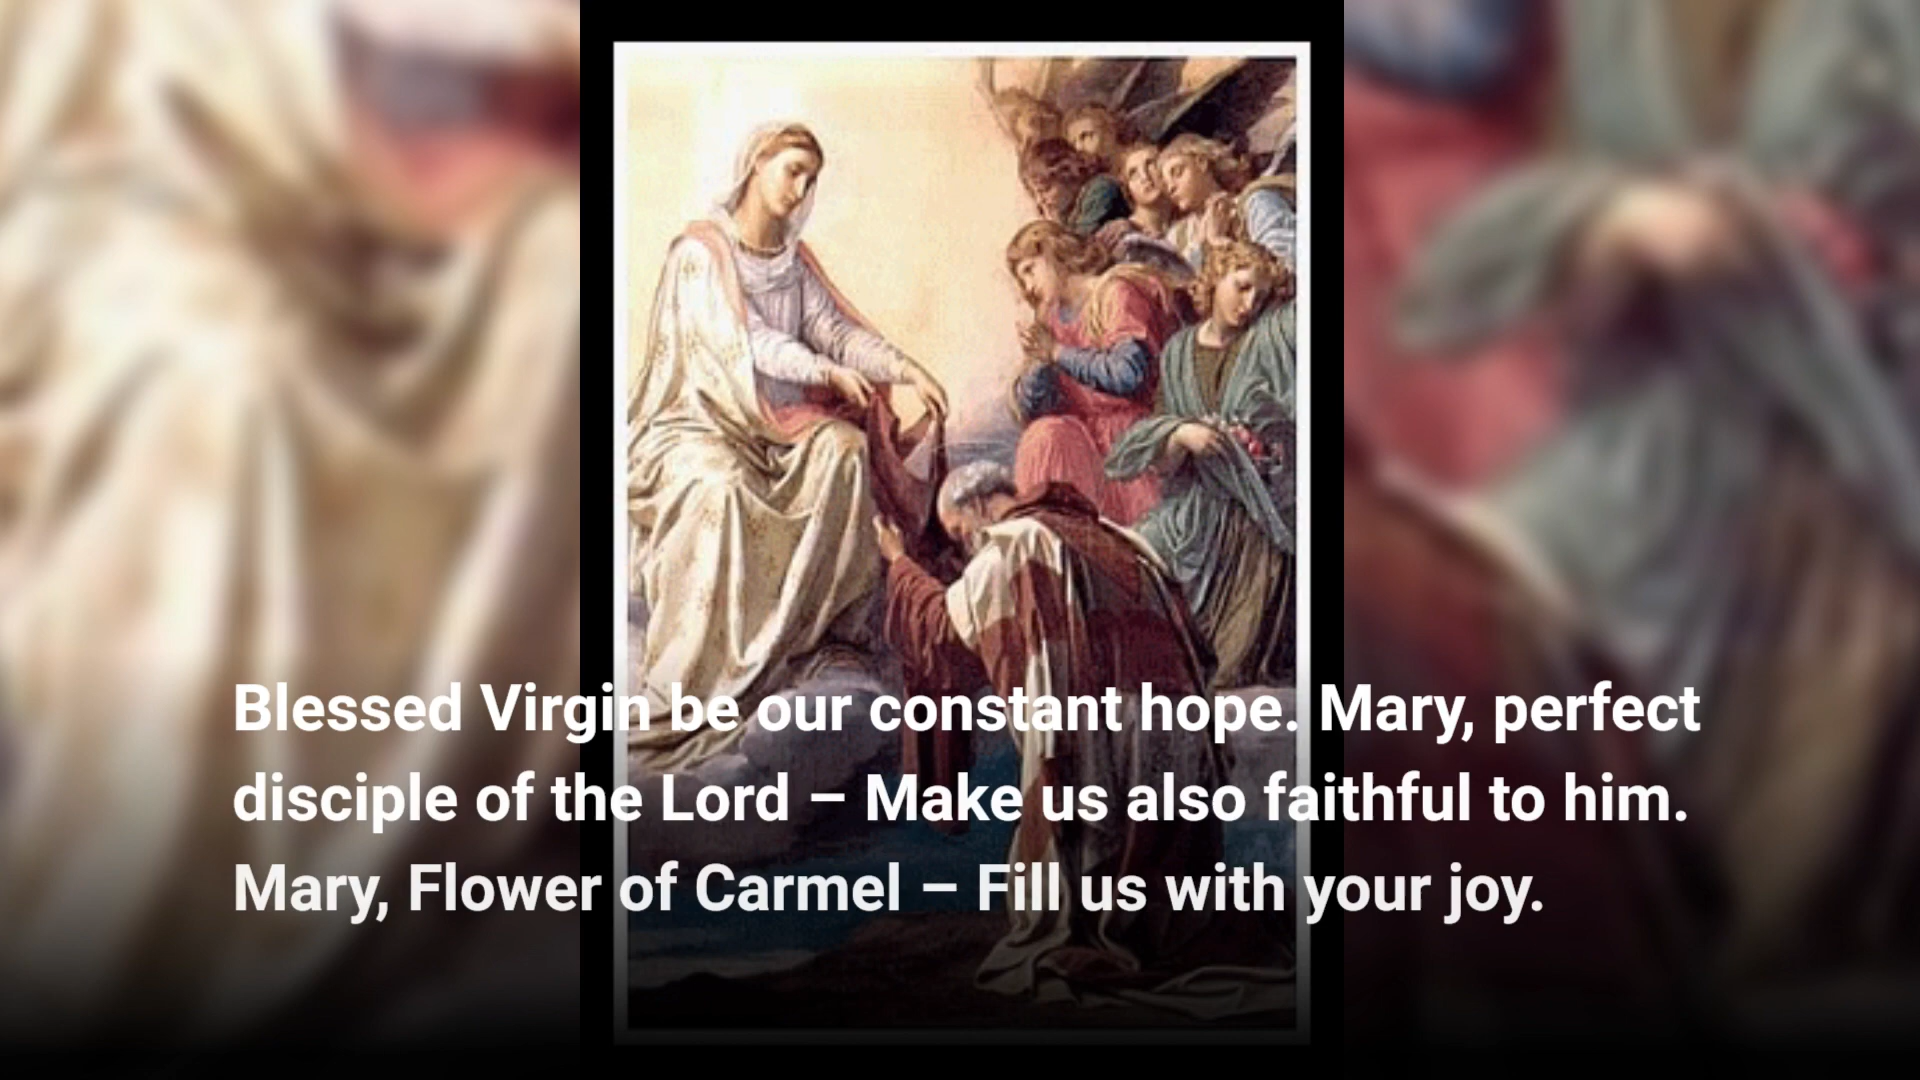 Blessed Virgin be our constant hope. Mary, perfect
disciple of the Lord – Make us also faithful to him.
Mary, Flower of Carmel – Fill us with your joy.